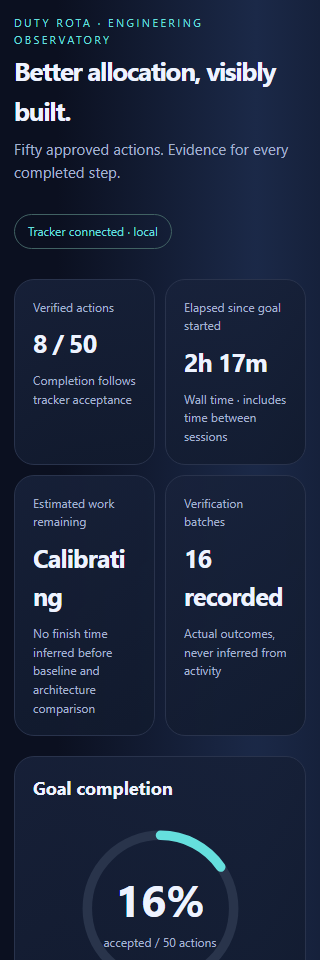 DUTY ROTA · ENGINEERING
OBSERVATORY
Better allocation, visibly
built.
Fifty approved actions. Evidence for every
completed step.
Tracker connected · local
Verified actions
8 / 50
Completion follows
tracker acceptance
Elapsed since goal
started
2h 17m
Wall time · includes
time between
sessions
Estimated work
remaining
Calibrati
ng
No finish time
inferred before
baseline and
architecture
comparison
Verification
batches
16
recorded
Actual outcomes,
never inferred from
activity
Goal completion
16%
accepted / 50 actions